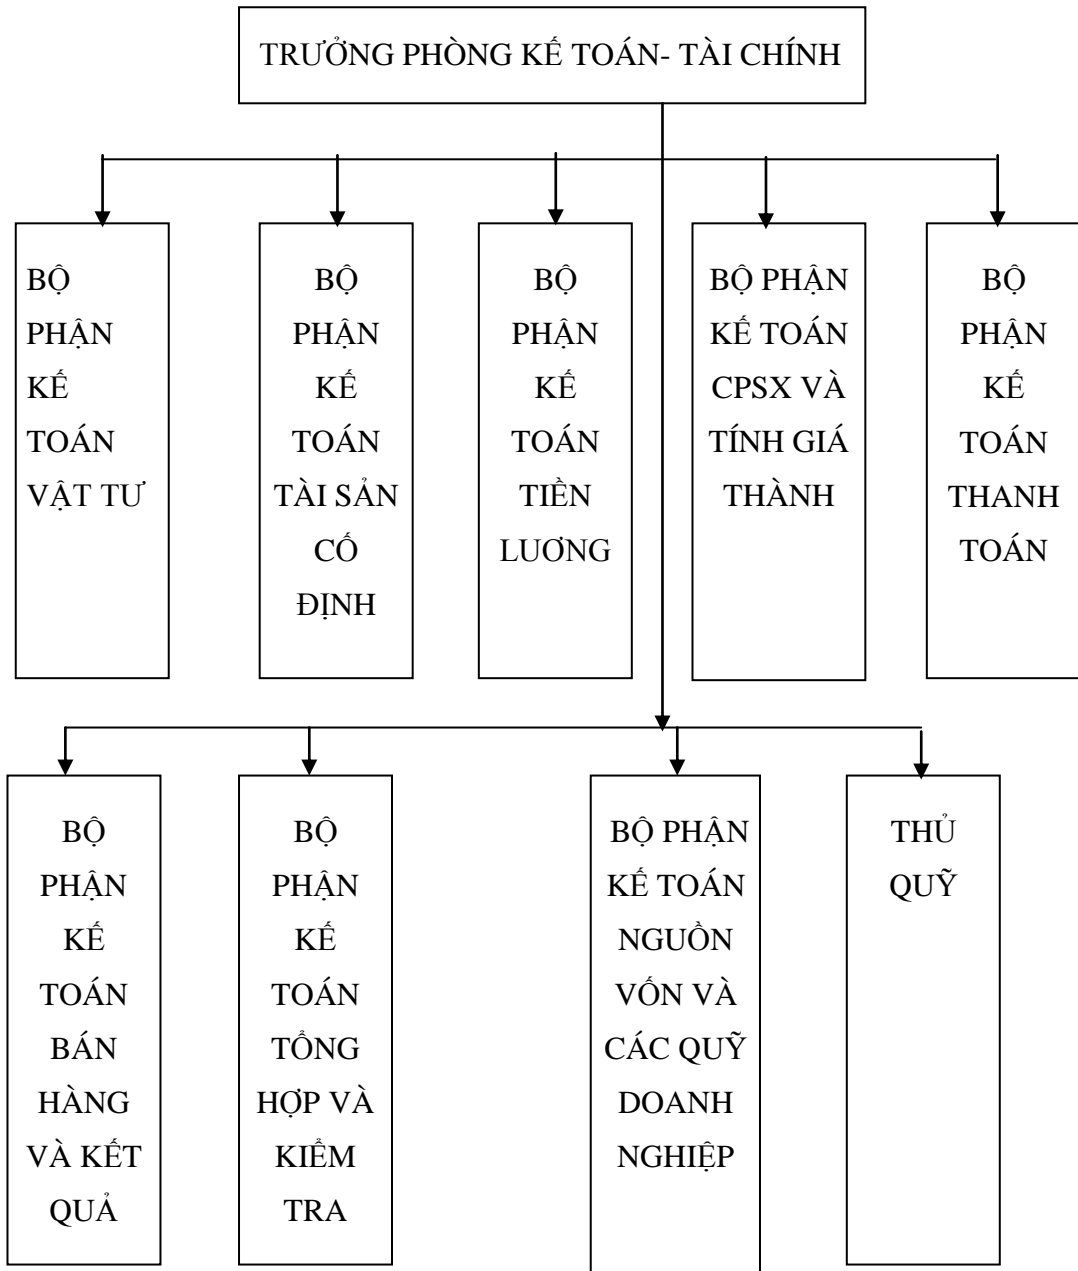 TRƯỞNG PHÒNG KẾ TOÁN- TÀI CHÍNH
BỘ
PHẬN
KẾ
TOÁN
VẬT TƯ
BỘ
PHẬN
KẾ
TOÁN
TÀI SẢN
CỐ
ĐỊNH
BỘ
PHẬN
KẾ
TOÁN
TIỀN
LUƠNG
BỘ PHẬN
KẾ TOÁN
CPSX VÀ
TÍNH GIÁ
THÀNH
BỘ
PHẬN
KẾ
TOÁN
THANH
TOÁN
BỘ
PHẬN
KẾ
TOÁN
BÁN
HÀNG
VÀ KẾT
QUẢ
BỘ
PHẬN
KẾ
TOÁN
TỔNG
HỢP VÀ
KIỂM
TRA
BỘ PHẬN
KẾ TOÁN
NGUỒN
VỐN VÀ
CÁC QUỸ
DOANH
NGHIỆP
THỦ
QUỸ